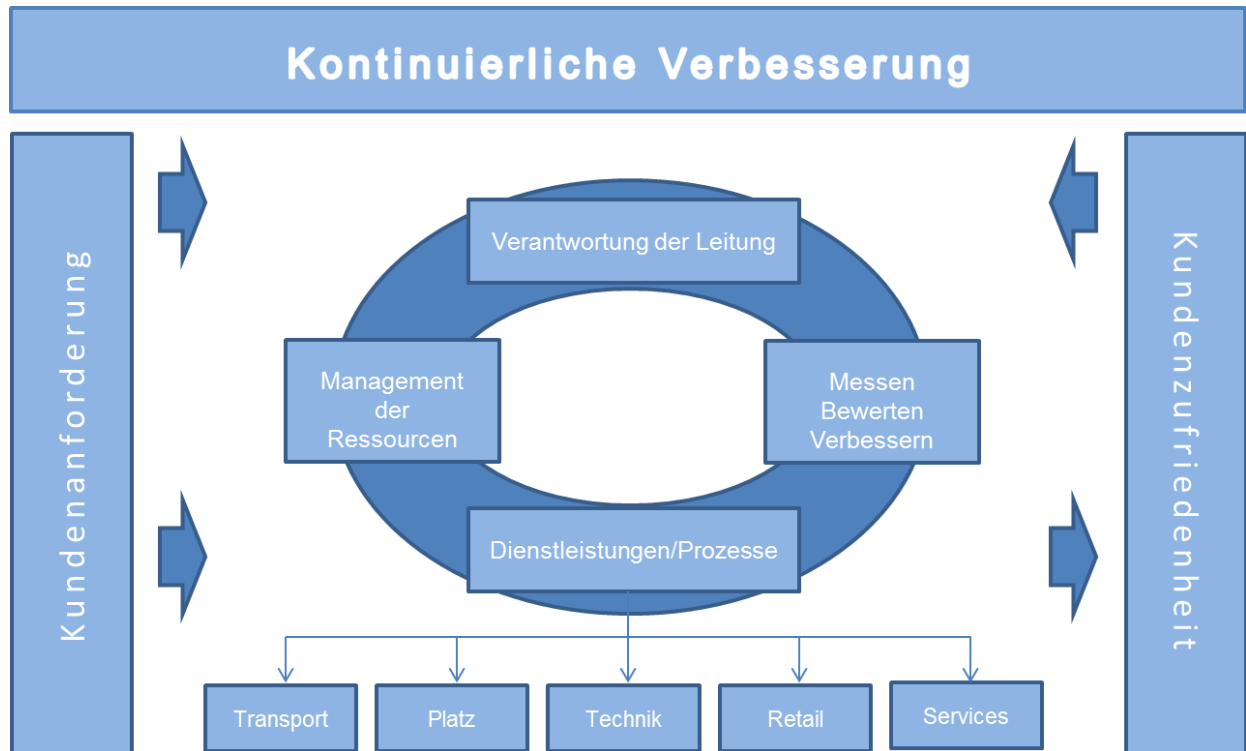 Kontinuierliche Verbesserung
Kundenanforderung
Verantwortung der Leitung
Management
der
Ressourcen
Messen
Bewerten
Verbessern
Dienstleistungen/Prozesse
Kundenzufriedenheit
Transport
Platz
Technik
Retail
Services